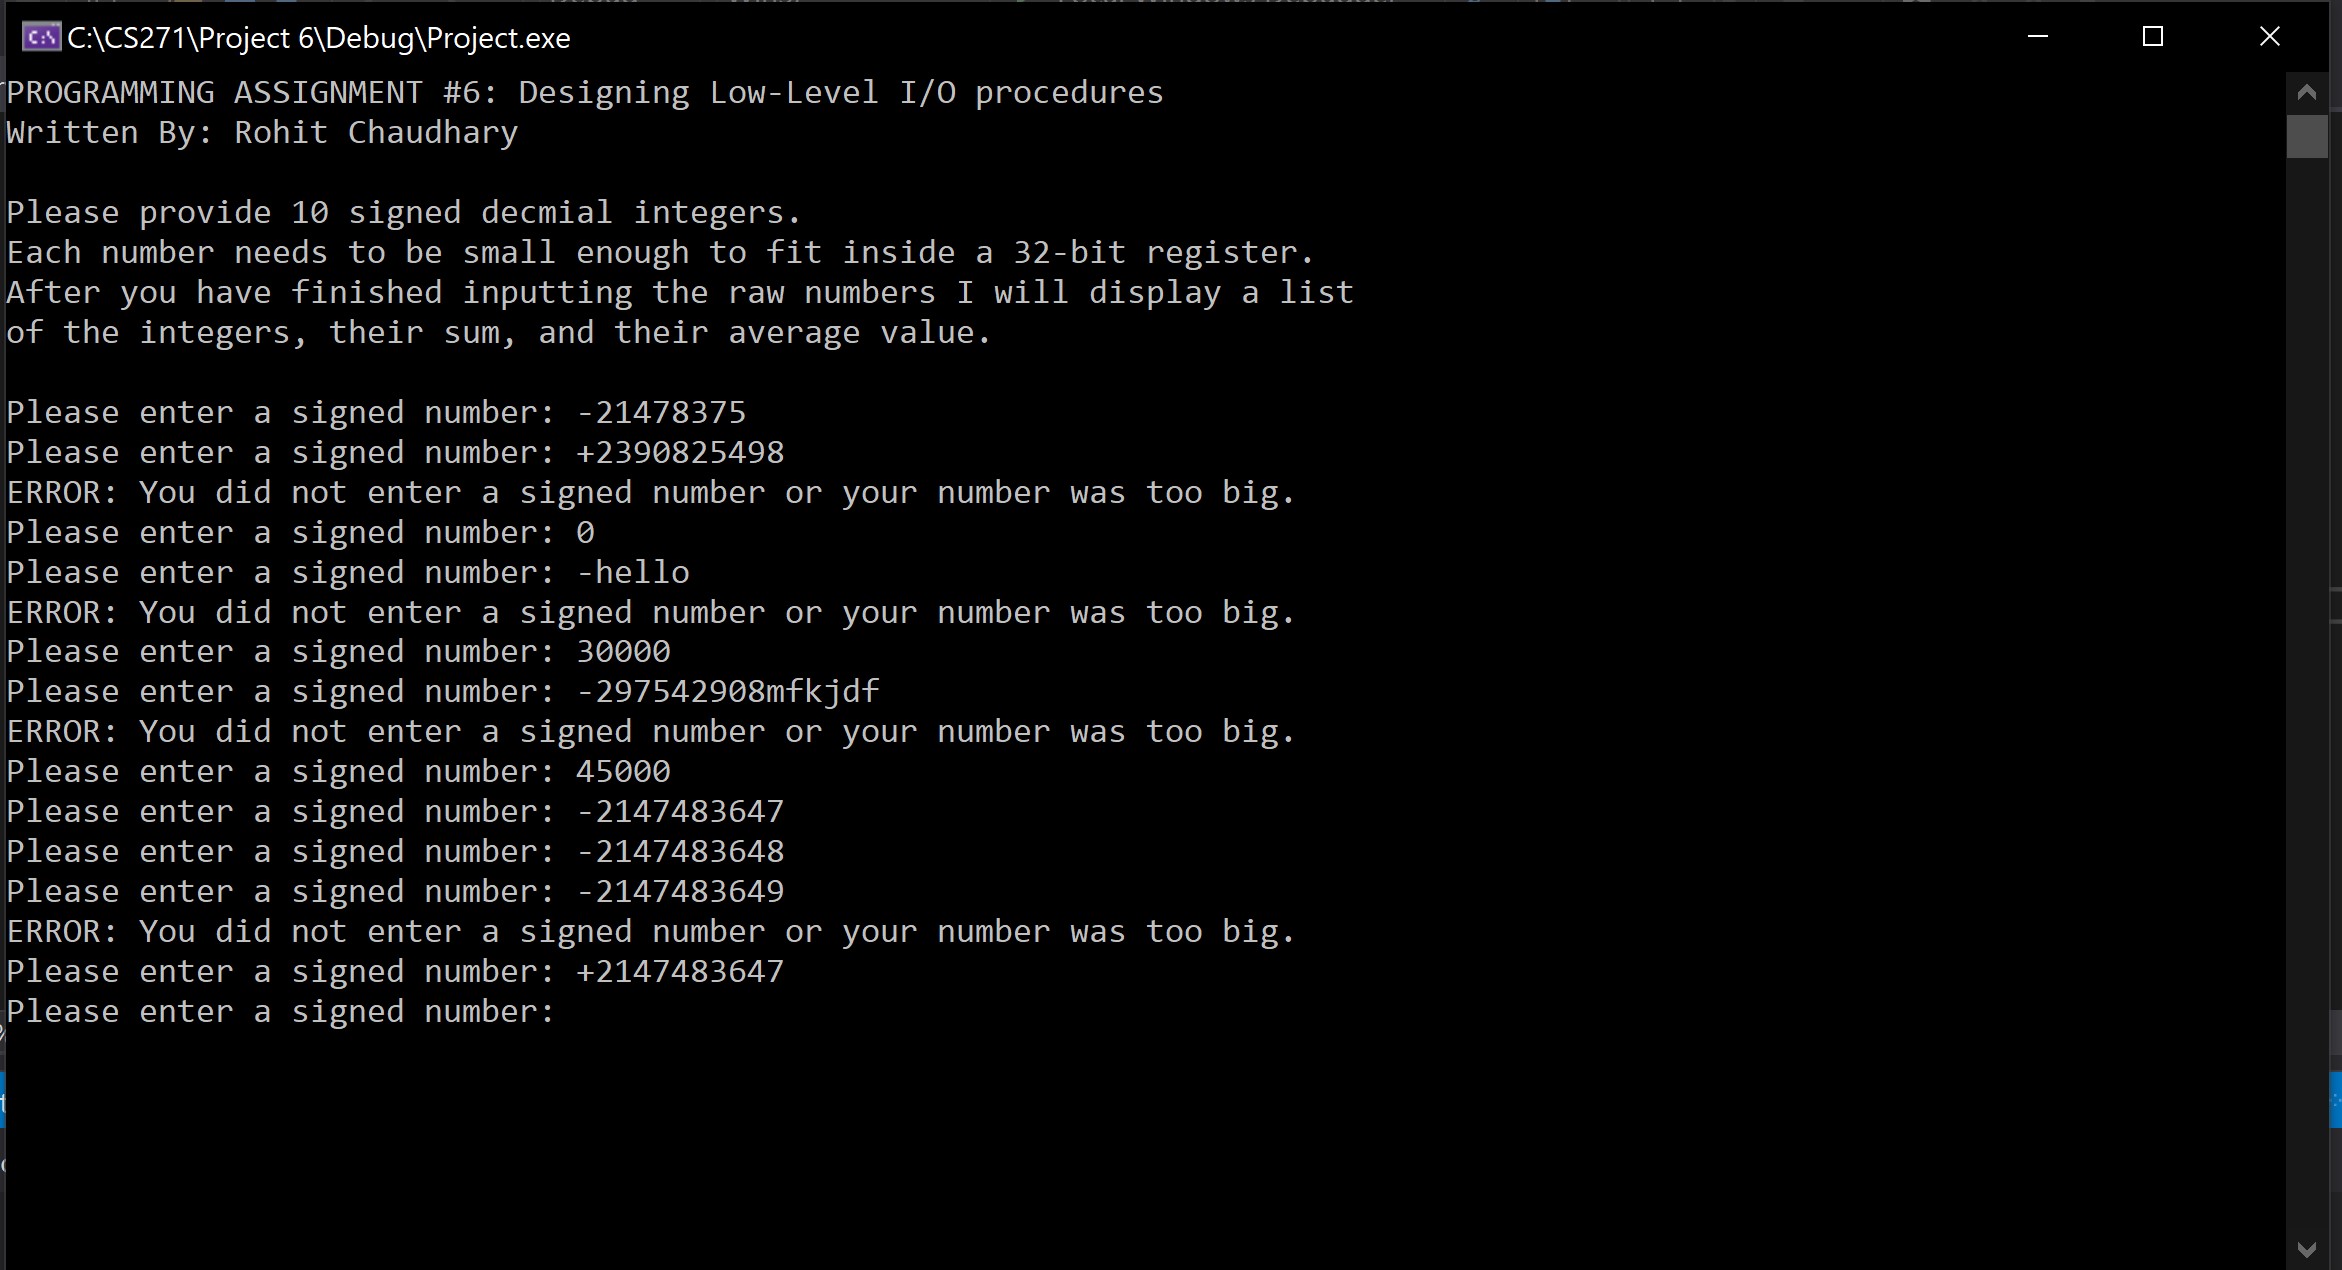 C:\CS271\Project 6\Debug\Project.exe
PROGRAMMING ASSIGNMENT #6: Designing Low-Level I/O procedures
Written By: Rohit Chaudhary
Please provide 10 signed decmial integers.
Each number needs to be small enough to fit inside a 32-bit register.
After you have finished inputting the raw numbers I will display a list
of the integers, their sum, and their average value.
Please enter a signed number: -21478375
Please enter a signed number: +2390825498
ERROR: You did not enter a signed number or your number was too big.
Please enter a signed number: 0
Please enter a signed number: -hello
ERROR: You did not enter a signed number or your number was too big.
Please enter a signed number: 30000
Please enter a signed number: -297542908mfkjdf
ERROR: You did not enter a signed number or your number was too big.
Please enter a signed number: 45000
Please enter a signed number: -2147483647
Please enter a signed number: -2147483648
Please enter a signed number: -2147483649
ERROR: You did not enter a signed number or your number was too big.
Please enter a signed number: +2147483647
Please enter a signed number: